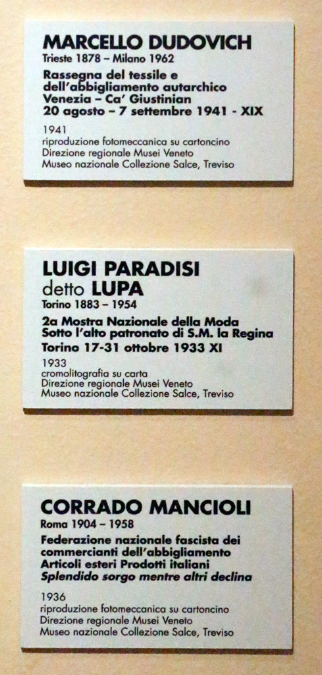 MARCELLO DUDOVICH
Trieste 1878 – Milano 1962
Rassegna del tessile e
dell'abbigliamento autarchico
Venezia – Ca' Giustinian
20 agosto – 7 settembre 1941 - XIX
1941
riproduzione fotomeccanica su cartoncino
Direzione regionale Musei Veneto
Museo nazionale Collezione Salce, Treviso
LUIGI PARADISI
detto LUPA
Torino 1883 – 1954
2a Mostra Nazionale della Moda
Sotto l'alto patronato di S.M. la Regina
Torino 17-31 ottobre 1933 XI
1933
cromolitografia su carta
Direzione regionale Musei Veneto
Museo nazionale Collezione Salce, Treviso
CORRADO MANCIOLI
Roma 1904 – 1958
Federazione nazionale fascista dei
commercianti dell'abbigliamento
Articoli esteri Prodotti italiani
Splendido sorgo mentre altri declina
1936
riproduzione fotomeccanica su cartoncino
Direzione regionale Musei Veneto
Museo nazionale Collezione Salce, Treviso